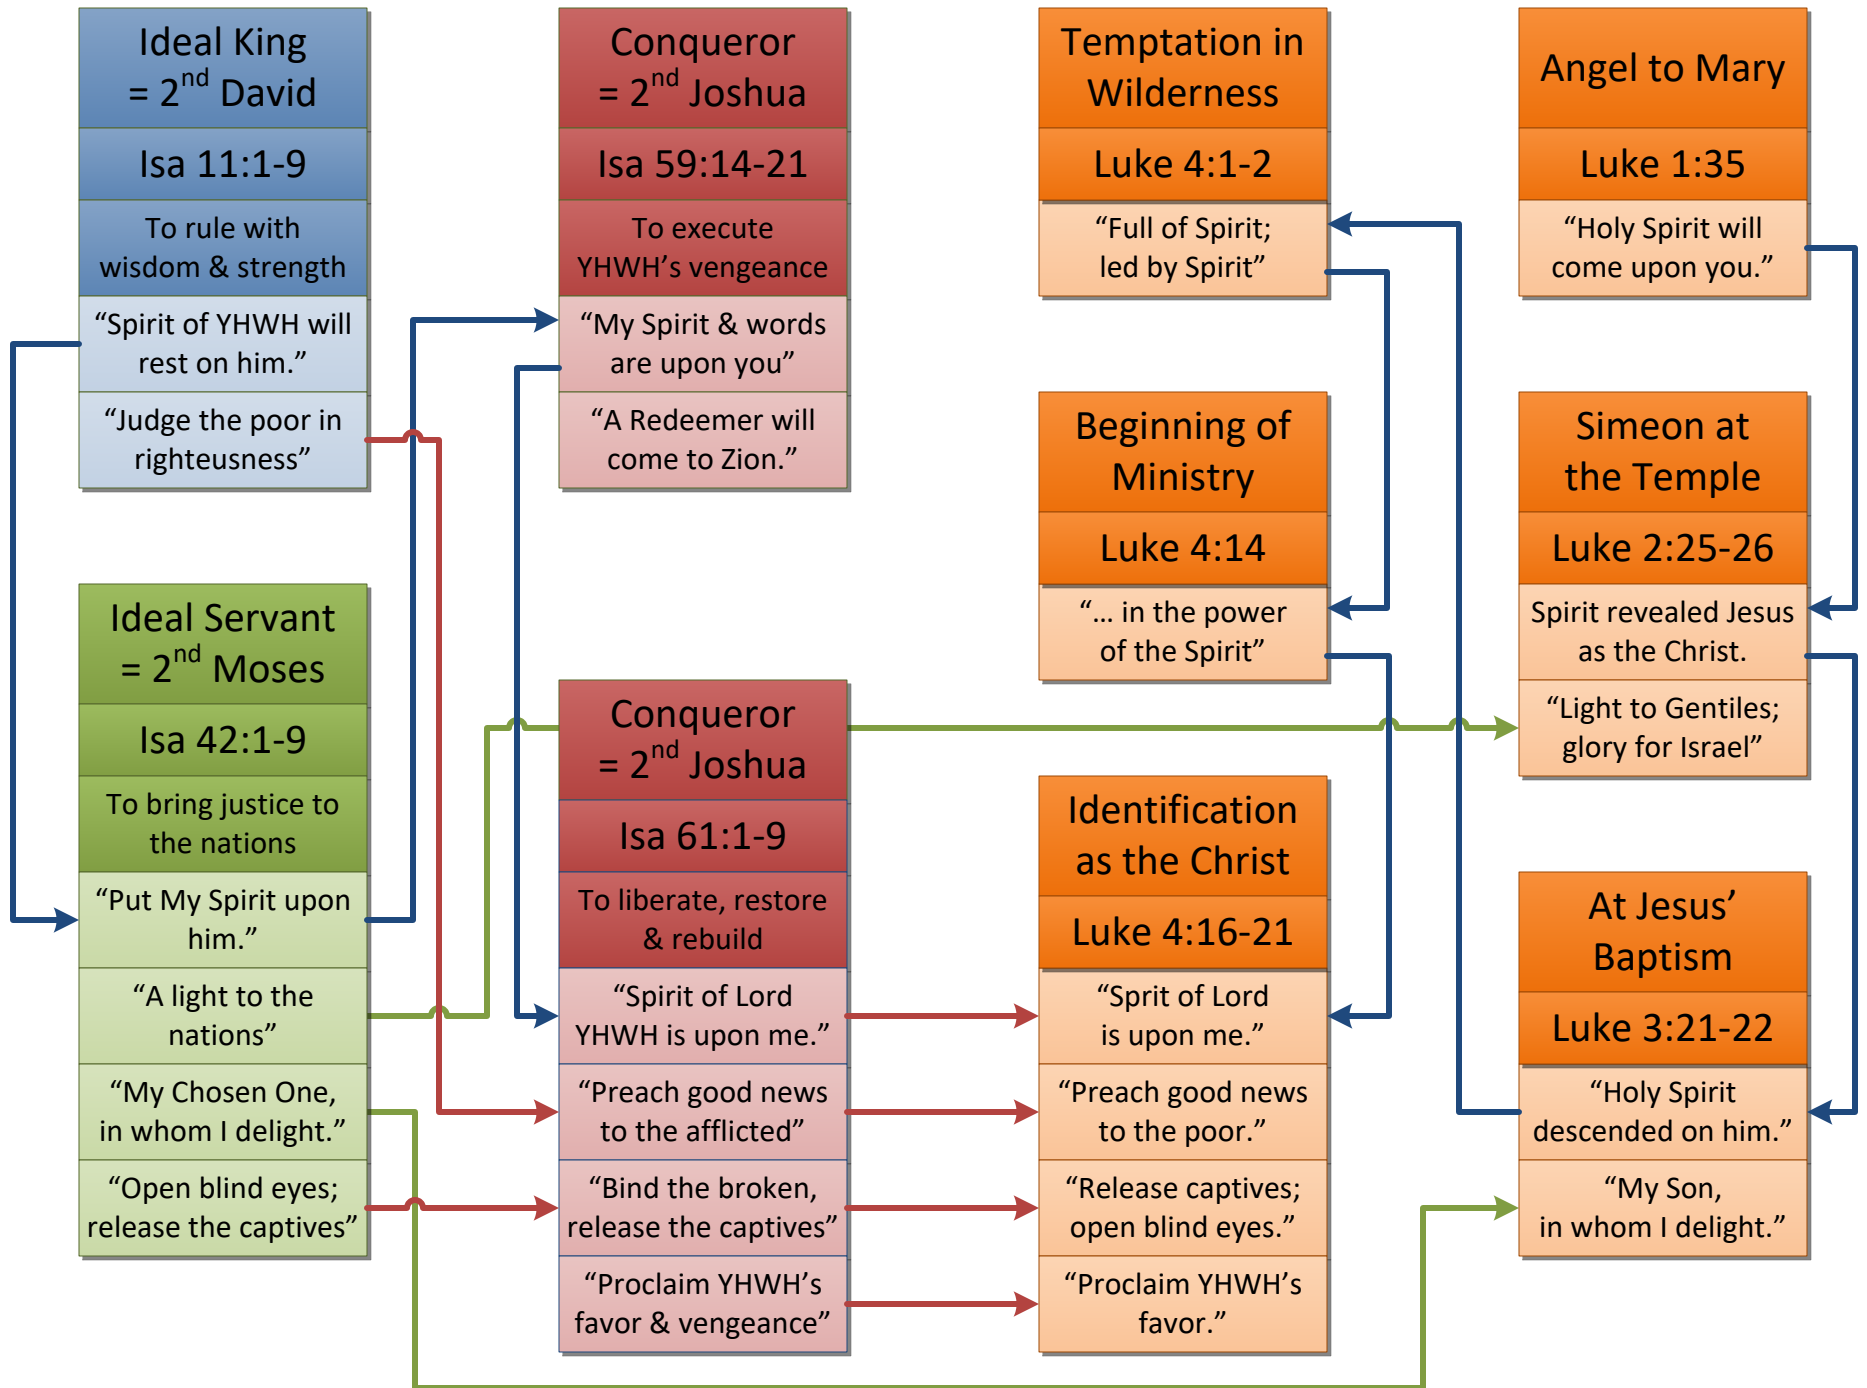 Ideal King
= 2nd David
Isa 11:1-9
To rule with
wisdom & strength
“Spirit of YHWH will
rest on him.”
“Judge the poor in
righteusness”
Ideal Servant
= 2nd Moses
Isa 42:1-9
To bring justice to
the nations
“Put My Spirit upon
him.”
“A light to the
nations”
“My Chosen One,
in whom I delight.”
“Open blind eyes;
release the captives”
Conqueror
= 2nd Joshua
Isa 59:14-21
To execute
YHWH’s vengeance
“My Spirit & words
are upon you”
“A Redeemer will
come to Zion.”
Conqueror
= 2nd Joshua
Isa 61:1-9
To liberate, restore
& rebuild
“Spirit of Lord
YHWH is upon me.”
“Preach good news
to the afflicted”
“Bind the broken,
release the captives”
“Proclaim YHWH’s
favor & vengeance”
Temptation in
Wilderness
Luke 4:1-2
“Full of Spirit;
led by Spirit”
Beginning of
Ministry
Luke 4:14
“... in the power
of the Spirit”
Identification
as the Christ
Luke 4:16-21
“Sprit of Lord
is upon me.”
“Preach good news
to the poor.”
“Release captives;
open blind eyes.”
“Proclaim YHWH’s
favor.”
Angel to Mary
Luke 1:35
“Holy Spirit will
come upon you.”
Simeon at
the Temple
Luke 2:25-26
Spirit revealed Jesus
as the Christ.
“Light to Gentiles;
glory for Israel”
At Jesus’
Baptism
Luke 3:21-22
“Holy Spirit
descended on him.”
“My Son,
in whom I delight.”